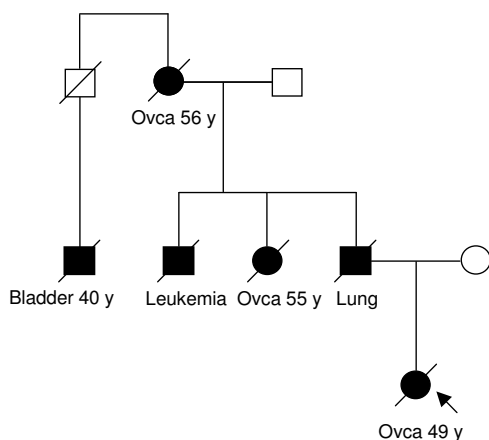 Ovca 56 y
Bladder 40 y
Leukemia
Ovca 55 y
Lung
Ovca 49 y